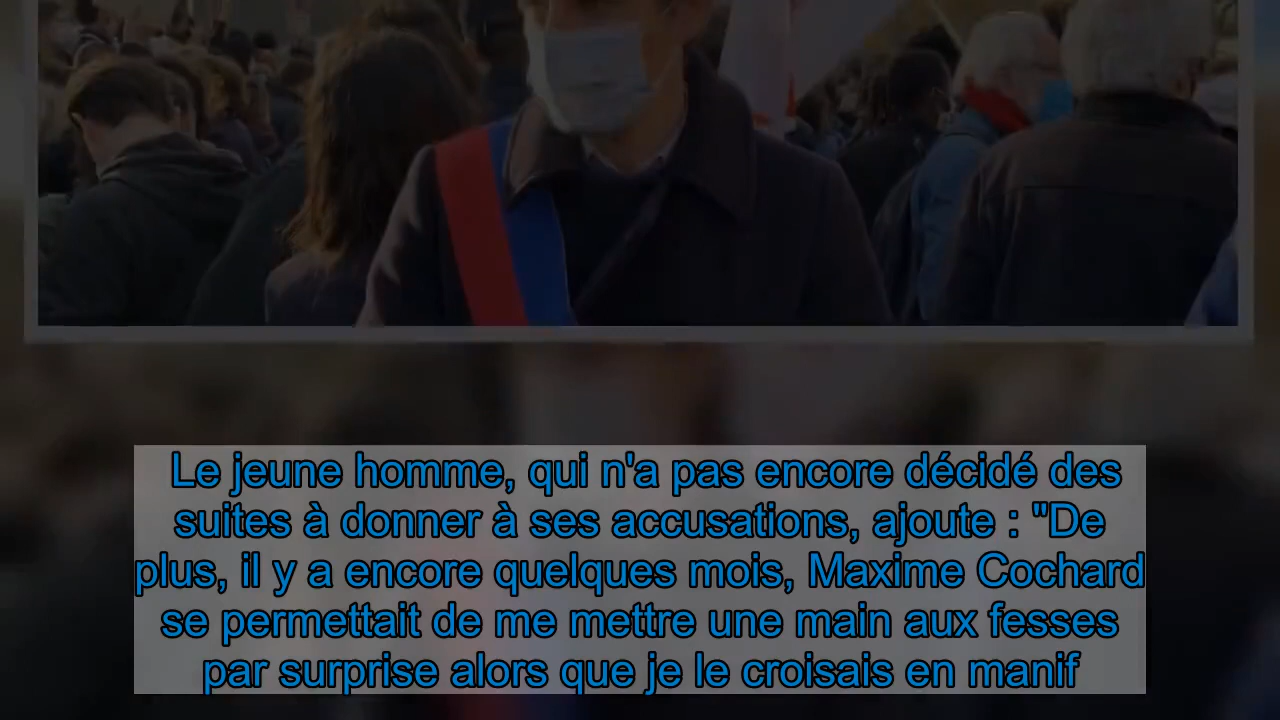 Le jeune homme, qui n'a pas encore décidé des
suites à donner à ses accusations, ajoute : "De
plus, il y a encore quelques mois, Maxime Cochard
se permettait de me mettre une main aux fesses
par surprise alors que je le croisais en manif